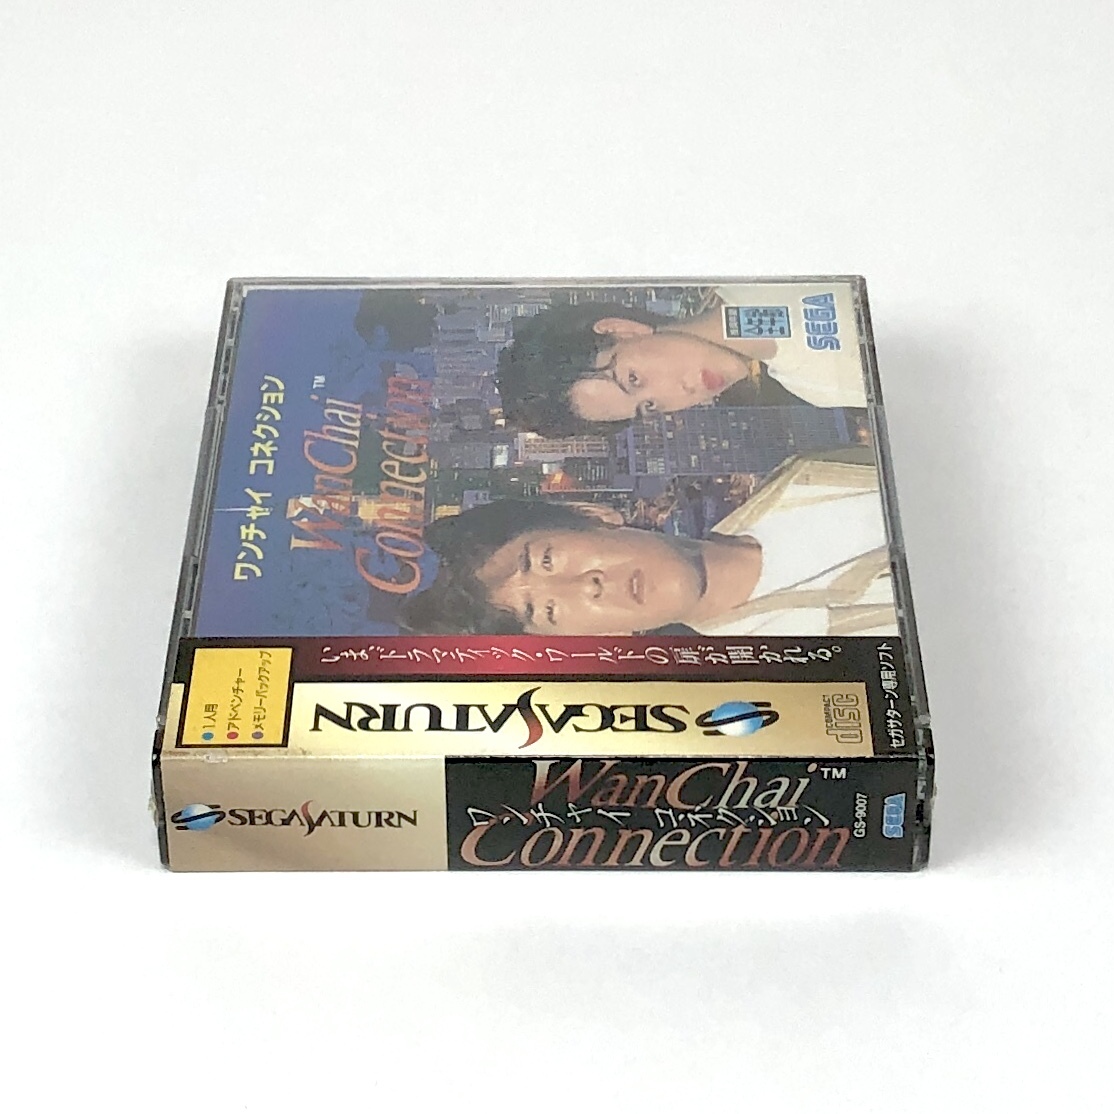 ワンチャイ コネクション
WanChai™
Connection
SEGA
いま、ドラマティック・ワールドの扉が開かれる。
●1人用
●アドベンチャー
●メモリーバックアップ
SEGASATURN
COMPACT
disc
セガサターン専用ソフト
SEGASATURN
WanChai™
ワンチャイ コネクション
Connection
GS-9007
SEGA